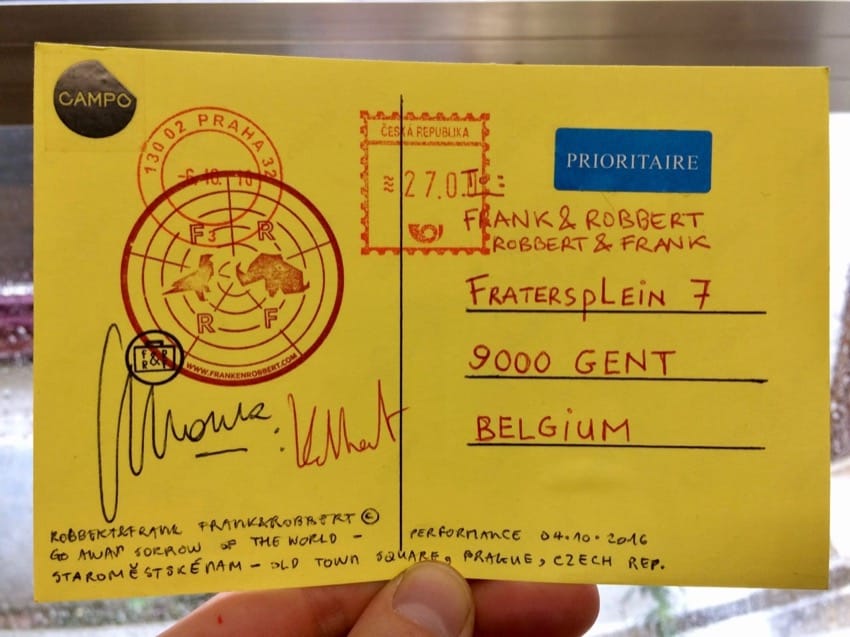 CAMPO
130 02 PRAHA 32
-6.10.16
ČESKÁ REPUBLIKA
27.0
PRIORITAIRE
To:
FRANK & ROBBERT
ROBBERT & FRANK
FRATERSPLEIN 7
9000 GENT
BELGIUM
F R
3
R F
WWW.FRANKENROBBERT.COM
F&R
R&F
ROBBERT&FRANK FRANK&ROBBERT ©
GO AWAY SORROW OF THE WORLD –
STAROMĚSTSKÉNAM – OLD TOWN SQUARE, PRAGUE, CZECH REP.
PERFORMANCE 04.10.2016